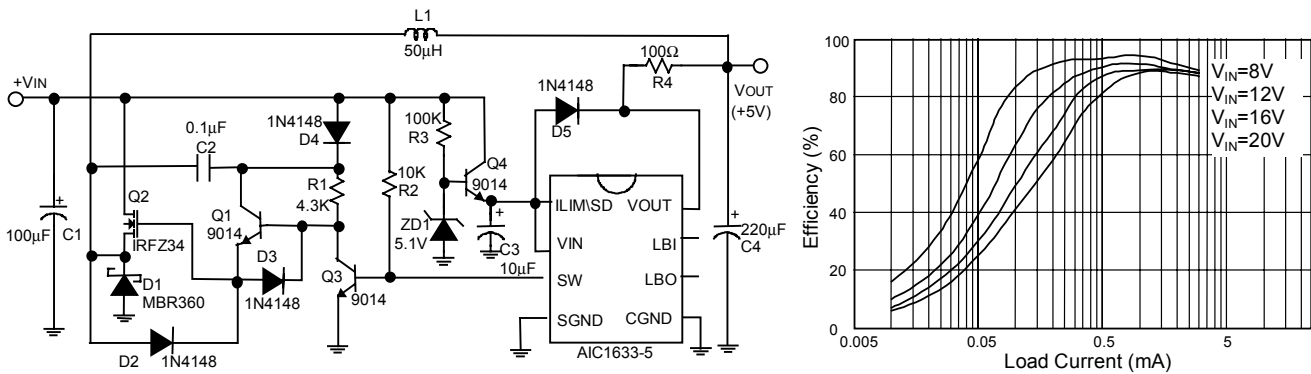 L1
50μH
+VIN
100μF
C1
0.1μF
C2
1N4148
D4
Q2
IRFZ34
D1
MBR360
Q1
9014
D3
1N4148
D2
1N4148
R1
4.3K
Q3
9014
10K
R2
100K
R3
ZD1
5.1V
Q4
9014
C3
10μF
1N4148
D5
100Ω
R4
VOUT
(+5V)
220μF
C4
ILIM\SD
VOUT
VIN
LBI
SW
LBO
SGND
CGND
AIC1633-5
Efficiency (%)
100
80
60
40
20
0
VIN=8V
VIN=12V
VIN=16V
VIN=20V
0.005
0.05
0.5
5
Load Current (mA)